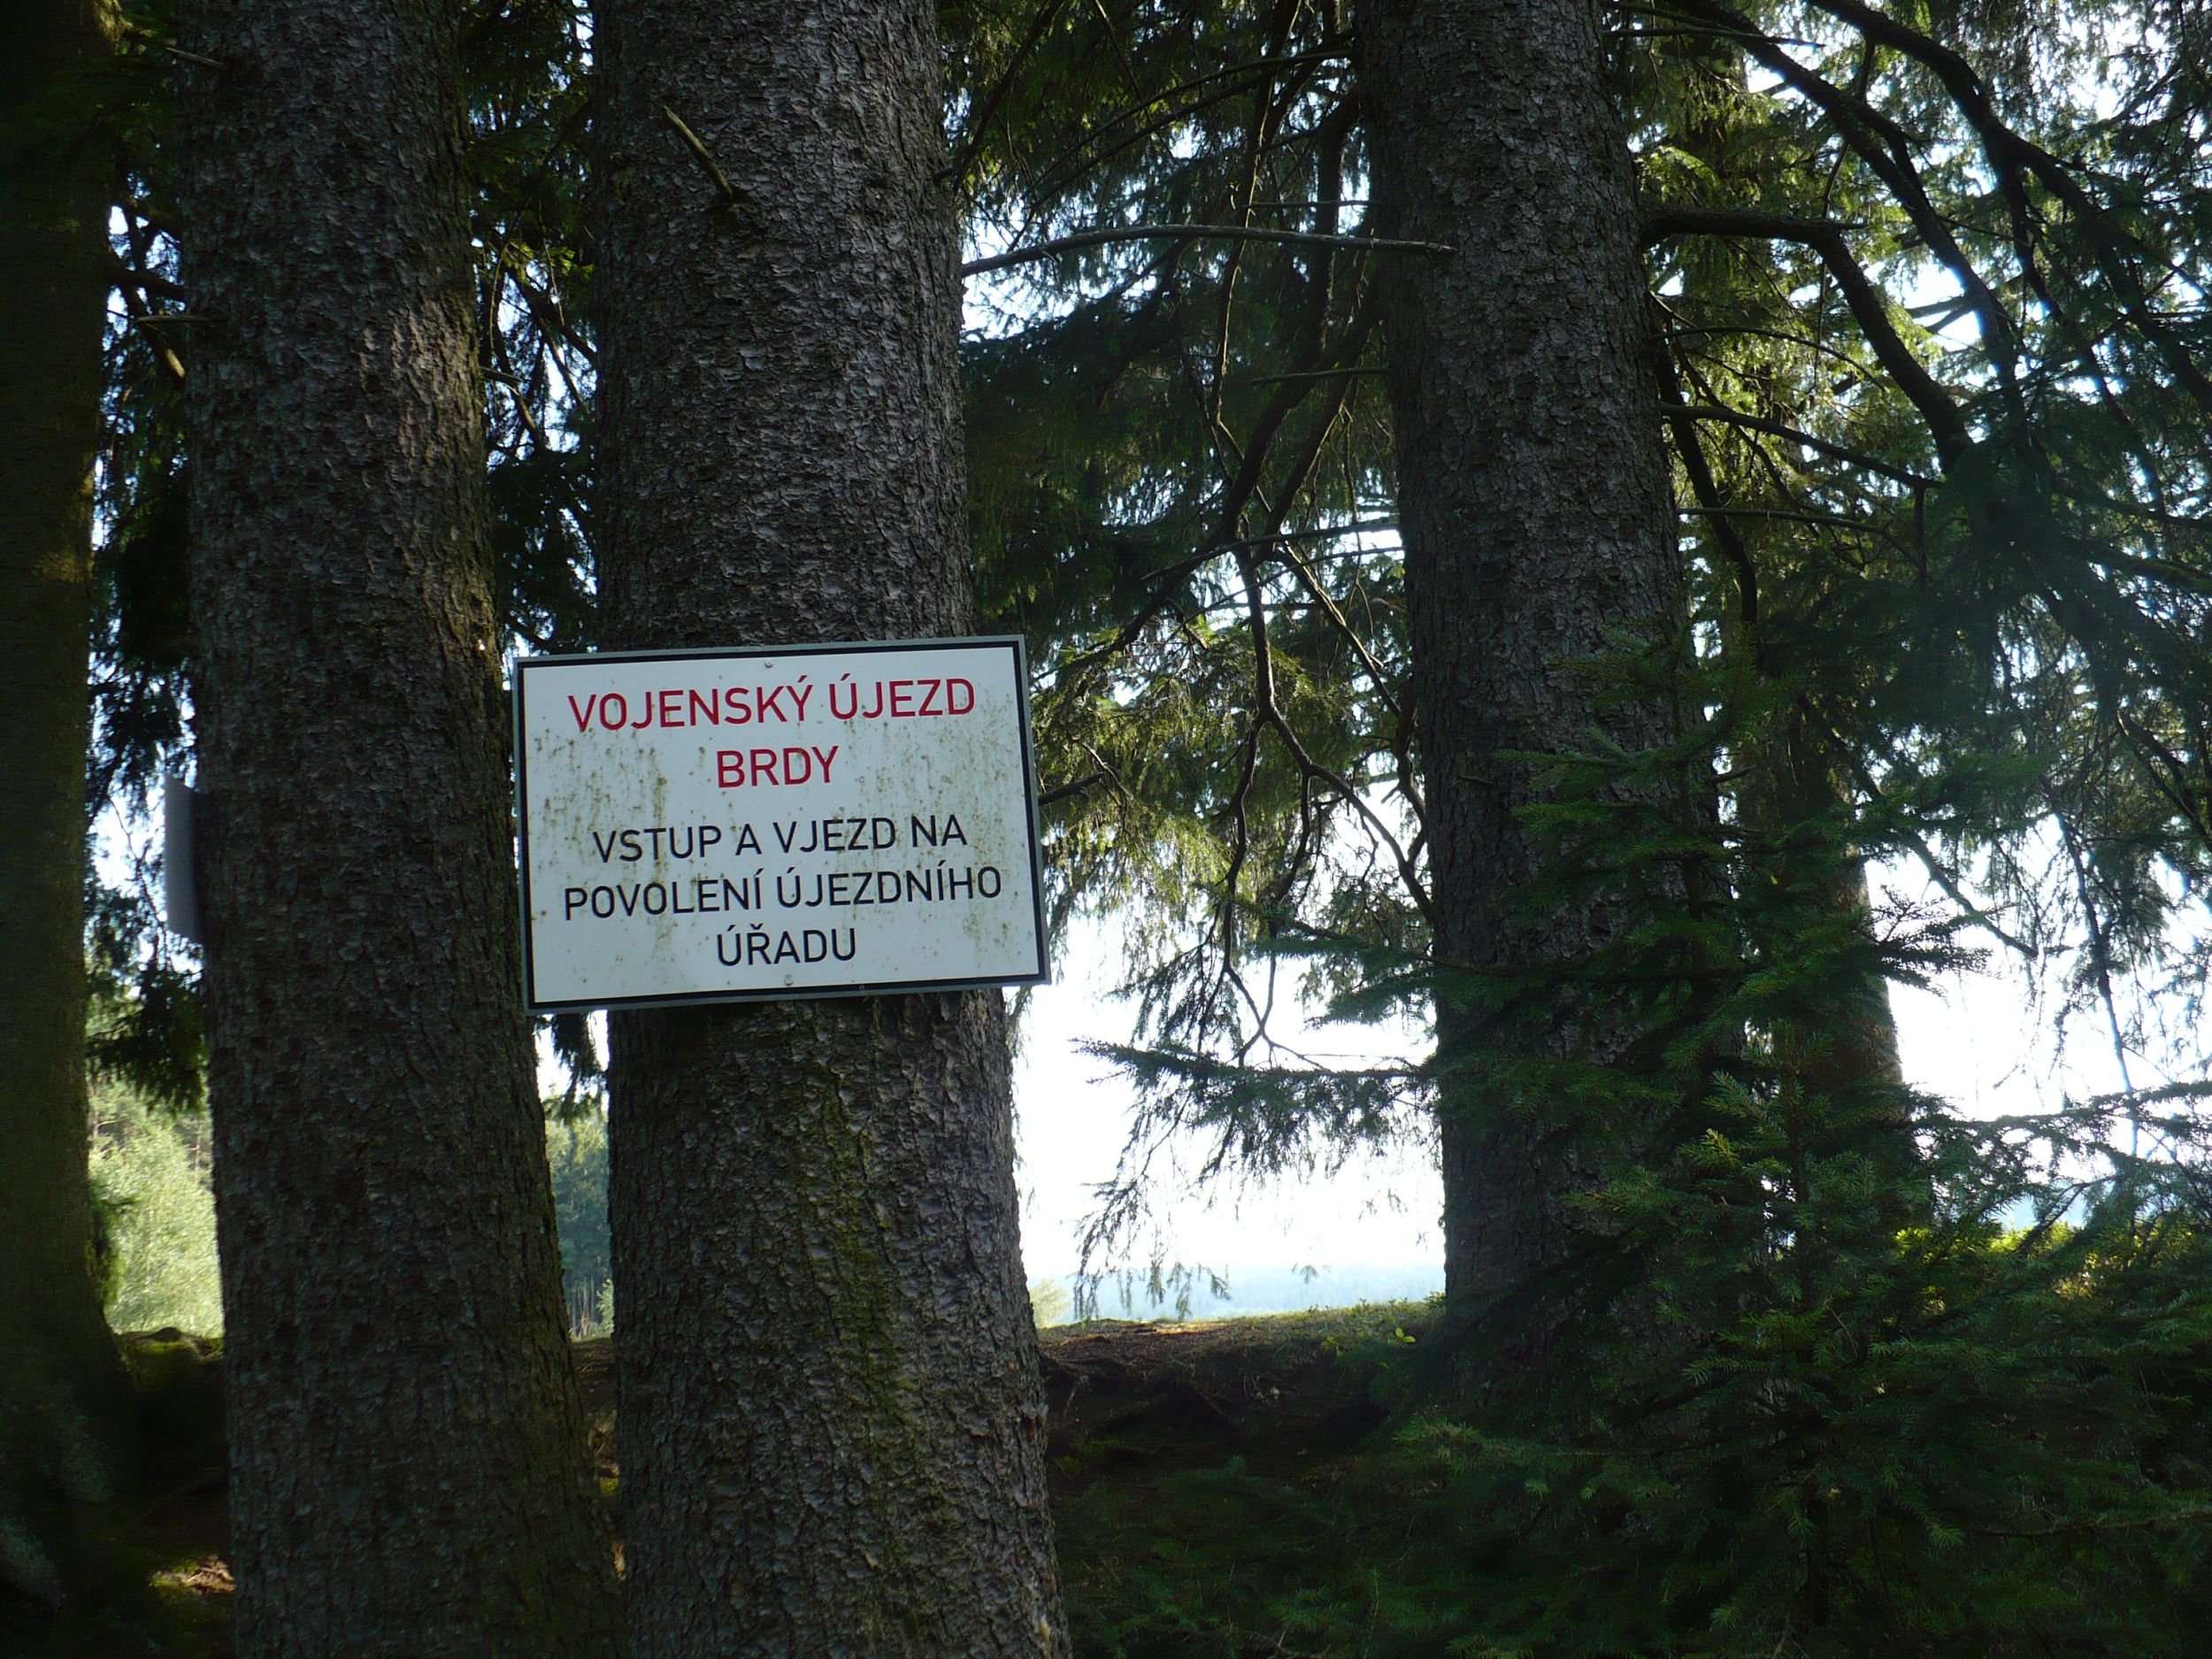 VOJENSKÝ ÚJEZD
BRDY
VSTUP A VJEZD NA
POVOLENÍ ÚJEZDNÍHO
ÚŘADU